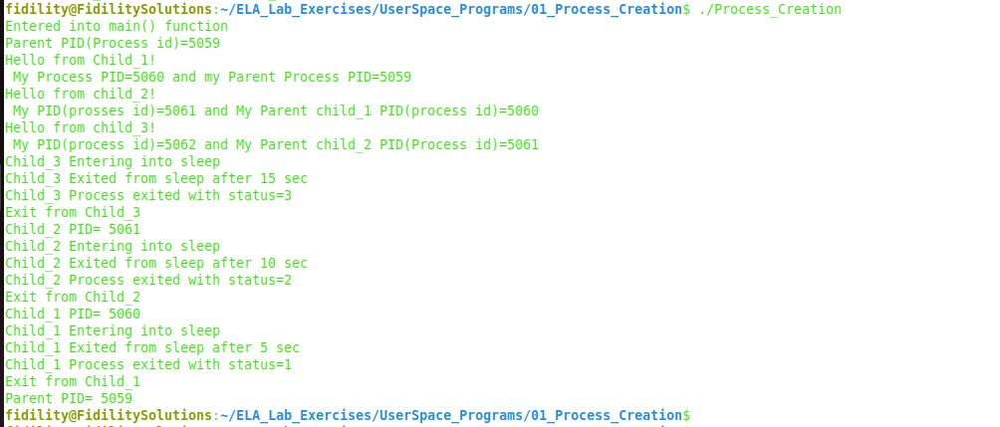 fidility@FidilitySolutions:~/ELA_Lab_Exercises/UserSpace_Programs/01_Process_Creation$ ./Process_Creation
Entered into main() function
Parent PID(Process id)=5059
Hello from Child_1!
 My Process PID=5060 and my Parent Process PID=5059
Hello from child_2!
 My PID(prosses id)=5061 and My Parent child_1 PID(process id)=5060
Hello from child_3!
 My PID(process id)=5062 and My Parent child_2 PID(Process id)=5061
Child_3 Entering into sleep
Child_3 Exited from sleep after 15 sec
Child_3 Process exited with status=3
Exit from Child_3
Child_2 PID= 5061
Child_2 Entering into sleep
Child_2 Exited from sleep after 10 sec
Child_2 Process exited with status=2
Exit from Child_2
Child_1 PID= 5060
Child_1 Entering into sleep
Child_1 Exited from sleep after 5 sec
Child_1 Process exited with status=1
Exit from Child_1
Parent PID= 5059
fidility@FidilitySolutions:~/ELA_Lab_Exercises/UserSpace_Programs/01_Process_Creation$